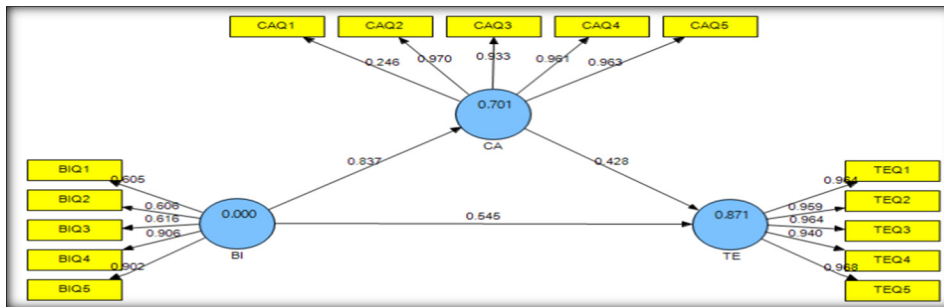 CAQ1 CAQ2 CAQ3 CAQ4 CAQ5
0.246 0.970 0.933 0.961 0.963
0.701
CA
0.837 0.428
BIQ1
0.605
BIQ2
0.606
BIQ3
0.616
BIQ4
0.906
BIQ5
0.902
0.000
BI
0.545
0.871
TE
TEQ1
TEQ2
0.959
TEQ3
0.964
TEQ4
0.940
TEQ5
0.968